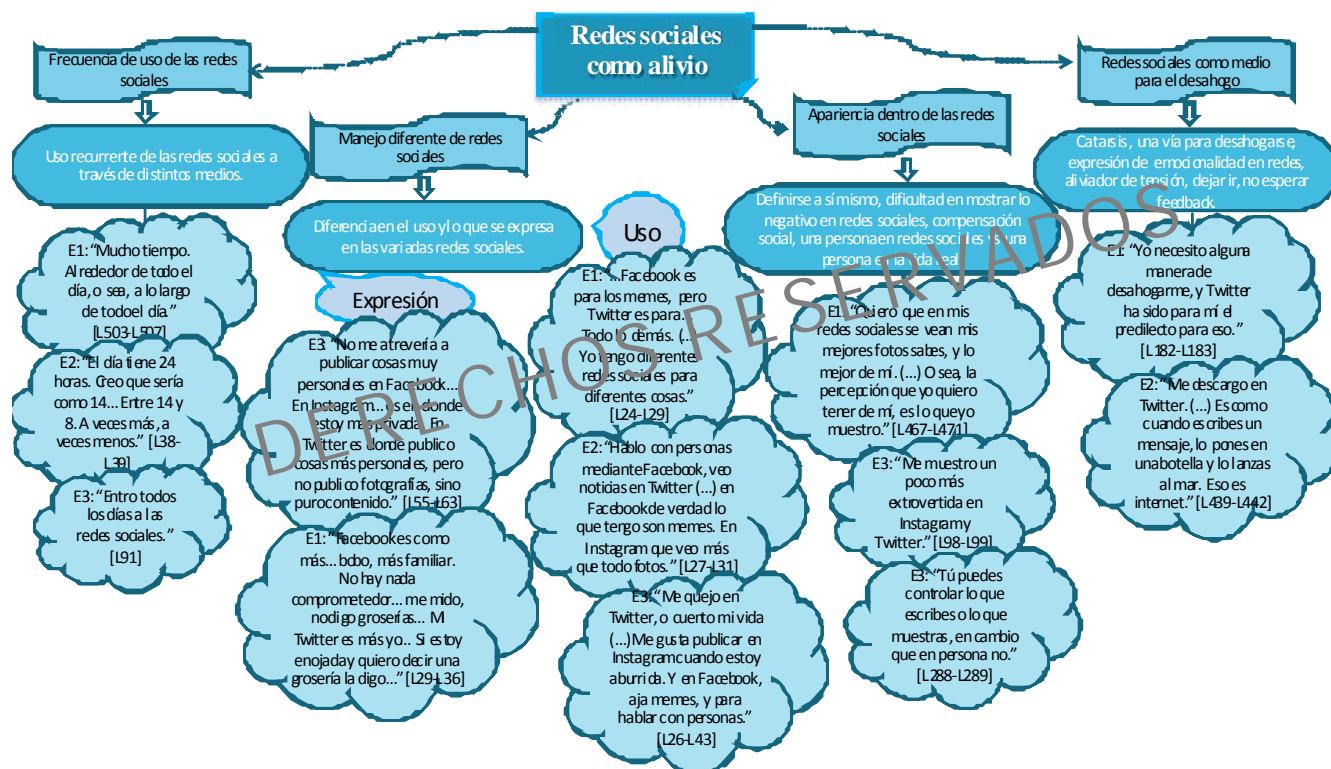 Redes sociales
como alivio
Frecuencia de uso de las redes
sociales
Uso recurrente de las redes sociales a
través de distintos medios.
E1: “Mucho tiempo.
Alrededor de todo el
día, o sea, a lo largo
de todo el día.”
[L503-L507]
E2: “El día tiene 24
horas. Creo que sería
como 14... Entre 14 y
8. A veces más, a
veces menos.” [L38-
L39]
E3: “Entro todos
los días a las
redes sociales.”
[L91]
Manejo diferente de redes
sociales
Diferencia en el uso y lo que se expresa
en las variadas redes sociales.
Expresión
E3 “No me atrevería a
publicar cosas muy
personales en Facebook...
En Instagram... es en donde
estoy más privada. En
Twitter es donde publico
cosas más personales, pero
no publico fotografías, sino
puro contenido.” [L55-L63]
E1: “Facebook es como
más... bobo, más familiar.
No hay nada
comprometedor... me mido,
no digo groserías... Mi
Twitter es más yo... Si estoy
enojada y quiero decir una
grosería la digo...” [L29-L36]
Uso
E1: “...Facebook es
para los memes, pero
Twitter es para...
Todo lo demás. (...)
Yo tengo diferentes
redes sociales para
diferentes cosas.”
[L24-L29]
E2: “Hablo con personas
mediante Facebook, veo
noticias en Twitter (...) en
Facebook de verdad lo
que tengo son memes. En
Instagram que veo más
que todo fotos.” [L27-L31]
E3: “Me quejo en
Twitter, o cuento mi vida
(...) Me gusta publicar en
Instagram cuando estoy
aburrida. Y en Facebook,
aja memes, y para
hablar con personas.”
[L26-L43]
Apariencia dentro de las redes
sociales
Definirse a sí mismo, dificultad en mostrar lo
negativo en redes sociales, compensación
social, una persona en redes sociales vs una
persona en la vida real.
E1: “Quiero que en mis
redes sociales se vean mis
mejores fotos sabes, y lo
mejor de mí. (...) O sea, la
percepción que yo quiero
tener de mí, es lo que yo
muestro.” [L467-L471]
E3: “Me muestro un
poco más
extrovertida en
Instagram y
Twitter.” [L98-L99]
E3: “Tú puedes
controlar lo que
escribes o lo que
muestras, en cambio
que en persona no.”
[L288-L289]
Redes sociales como medio
para el desahogo
Catarsis, una vía para desahogarse,
expresión de emocionalidad en redes,
aliviador de tensión, dejar ir, no esperar
feedback.
E1: “Yo necesito alguna
manera de
desahogarme, y Twitter
ha sido para mí el
predilecto para eso.”
[L182-L183]
E2: “Me descargo en
Twitter. (...) Es como
cuando escribes un
mensaje, lo pones en
una botella y lo lanzas
al mar. Eso es
internet.” [L439-L442]
DERECHOS RESERVADOS